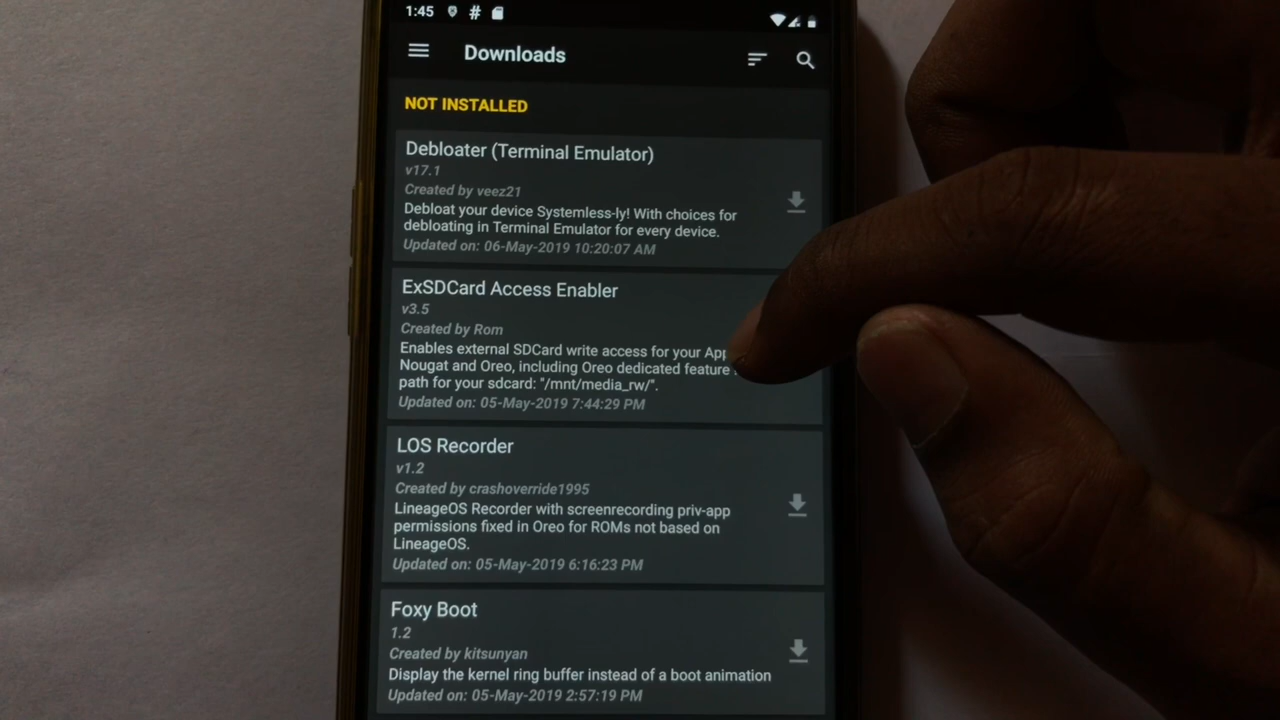 1:45 #
Downloads
NOT INSTALLED
Debloater (Terminal Emulator)
v17.1
Created by veez21
Debloat your device Systemless-ly! With choices for
debloating in Terminal Emulator for every device.
Updated on: 06-May-2019 10:20:07 AM
ExSDCard Access Enabler
v3.5
Created by Rom
Enables external SDCard write access for your
Nougat and Oreo, including Oreo dedicated feature
path for your sdcard: "/mnt/media_rw/".
Updated on: 05-May-2019 7:44:29 PM
LOS Recorder
v1.2
Created by crashoverride1995
LineageOS Recorder with screenrecording priv-app
permissions fixed in Oreo for ROMs not based on
LineageOS.
Updated on: 05-May-2019 6:16:23 PM
Foxy Boot
1.2
Created by kitsunyan
Display the kernel ring buffer instead of a boot animation
Updated on: 05-May-2019 2:57:19 PM